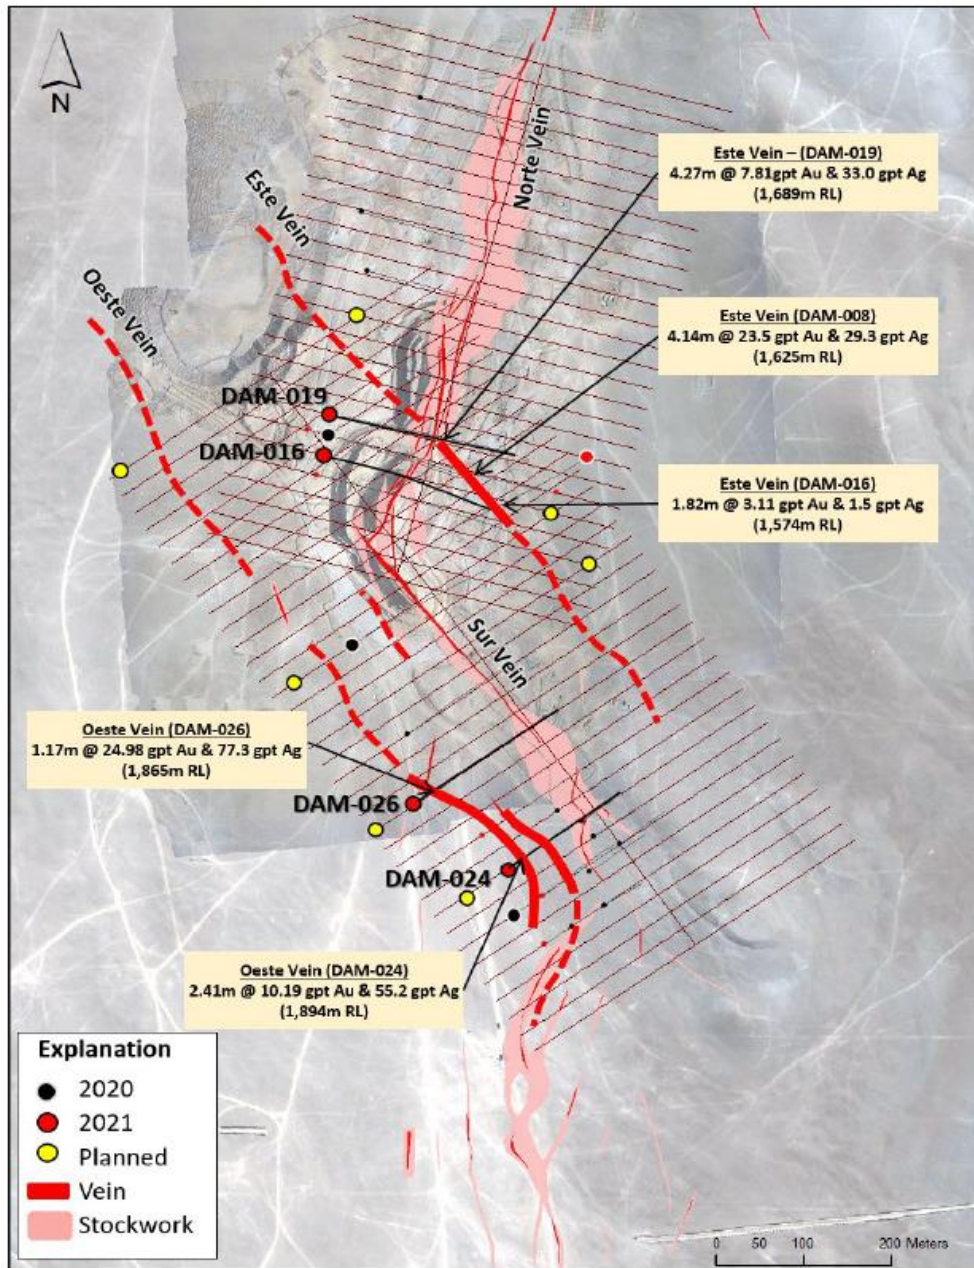 N
Norte Vein
Este Vein – (DAM-019)
4.27m @ 7.81gpt Au & 33.0 gpt Ag
(1,689m RL)
Este Vein
Oeste Vein
Este Vein (DAM-008)
4.14m @ 23.5 gpt Au & 29.3 gpt Ag
(1,625m RL)
DAM-019
DAM-016
Este Vein (DAM-016)
1.82m @ 3.11 gpt Au & 1.5 gpt Ag
(1,574m RL)
Sur Vein
Oeste Vein (DAM-026)
1.17m @ 24.98 gpt Au & 77.3 gpt Ag
(1,865m RL)
DAM-026
DAM-024
Oeste Vein (DAM-024)
2.41m @ 10.19 gpt Au & 55.2 gpt Ag
(1,894m RL)
Explanation
2020
2021
Planned
Vein
Stockwork
0 50 100 200 Meters